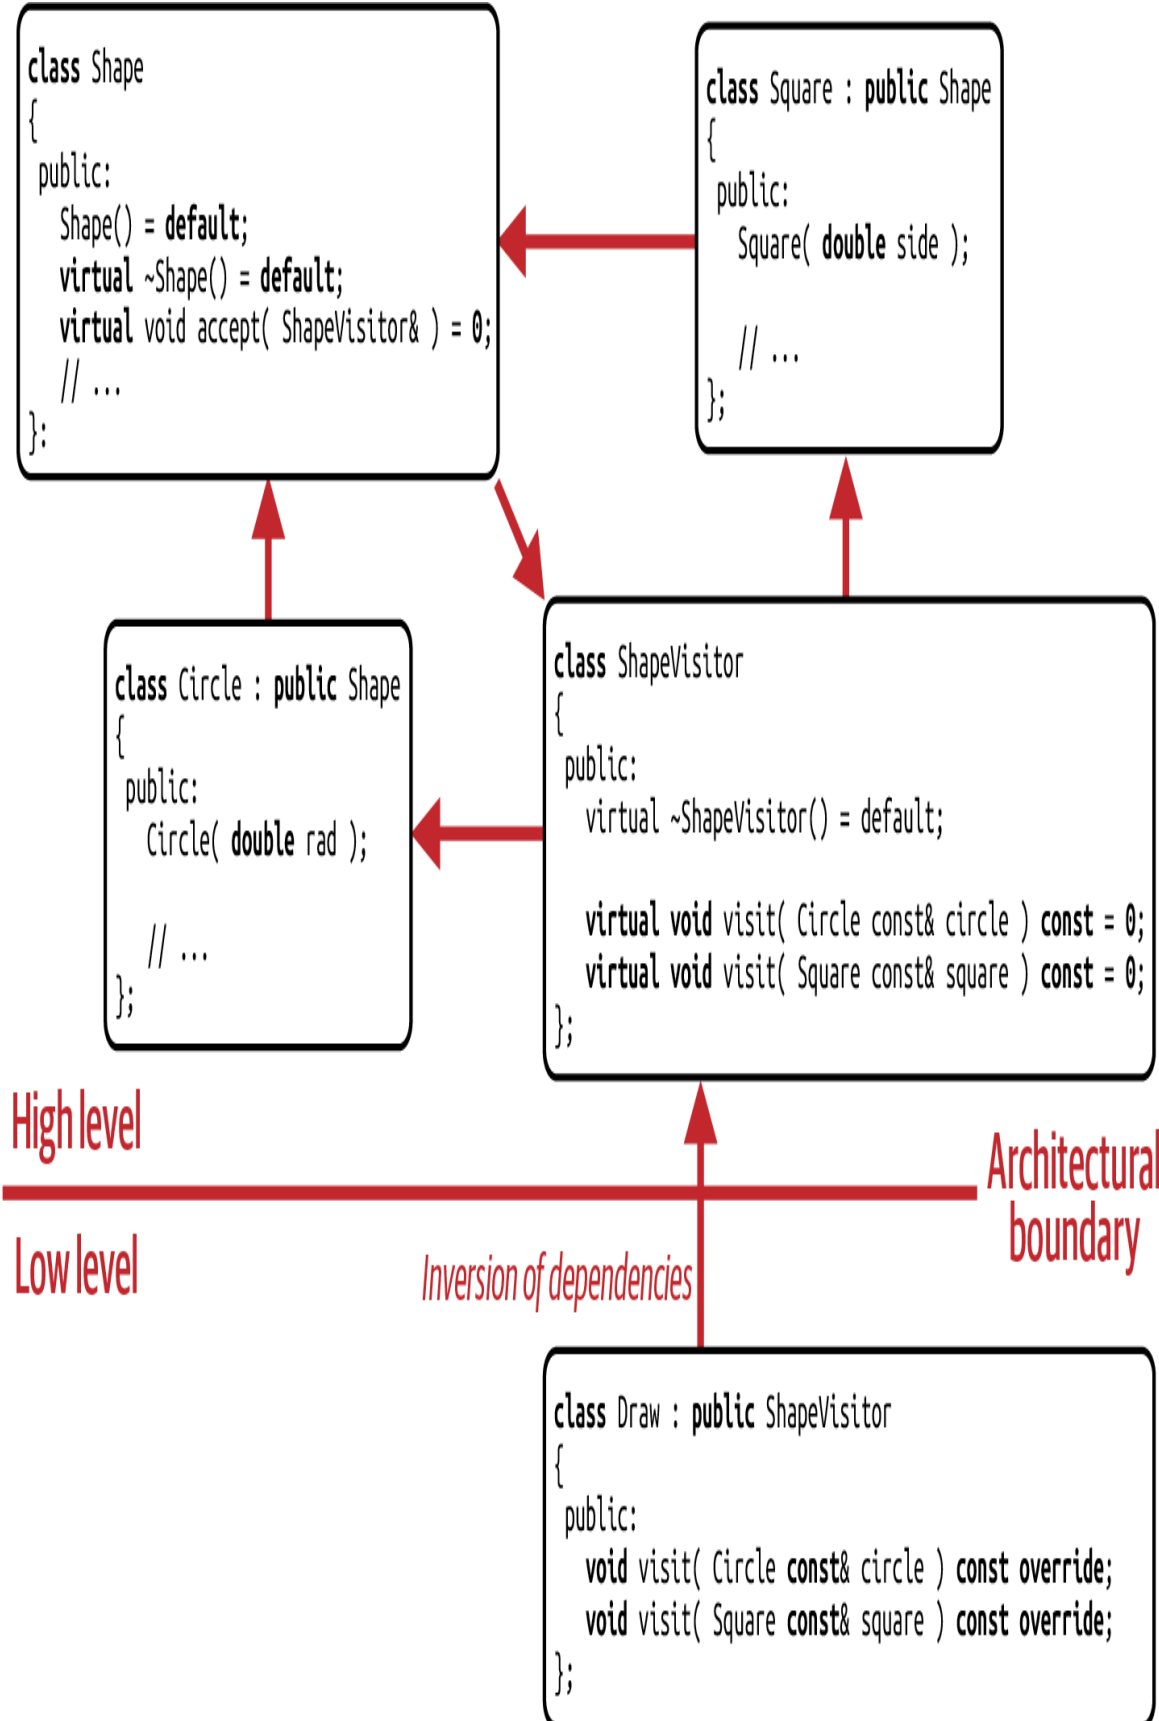 class Shape
{
public:
Shape() = default;
virtual ~Shape() = default;
virtual void accept( ShapeVisitor& ) = 0;
// ...
}:
class Square : public Shape
{
public:
Square( double side );
// ...
};
class Circle : public Shape
{
public:
Circle( double rad );
// ...
};
class ShapeVisitor
{
public:
virtual ~ShapeVisitor() = default;
virtual void visit( Circle const& circle ) const = 0;
virtual void visit( Square const& square ) const = 0;
};
High level
Architectural
boundary
Low level
Inversion of dependencies
class Draw : public ShapeVisitor
{
public:
void visit( Circle const& circle ) const override;
void visit( Square const& square ) const override;
};